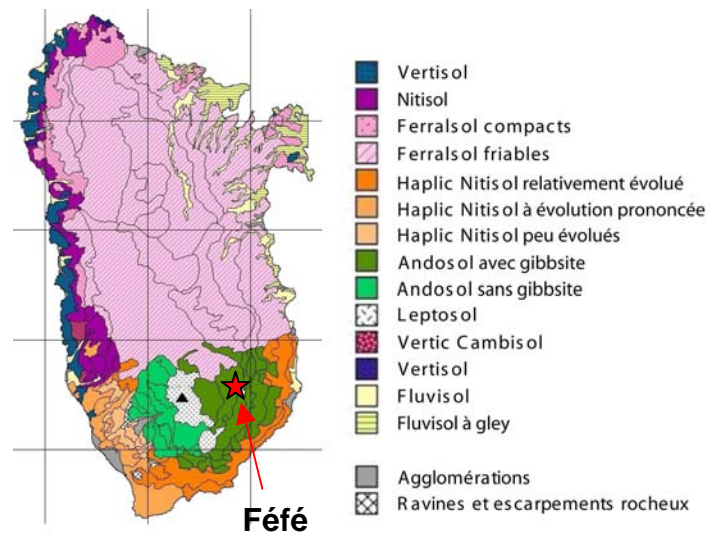 Vertisol
Nitisol
Ferralsol compacts
Ferralsol friables
Haplic Nitisol relativement évolué
Haplic Nitisol à évolution prononcée
Haplic Nitisol peu évolués
Andosol avec gibbsite
Andosol sans gibbsite
Leptosol
Vertic Cambisol
Vertisol
Fluvisol
Fluvisol à gley
Agglomérations
Ravines et escarpements rocheux
Féfé